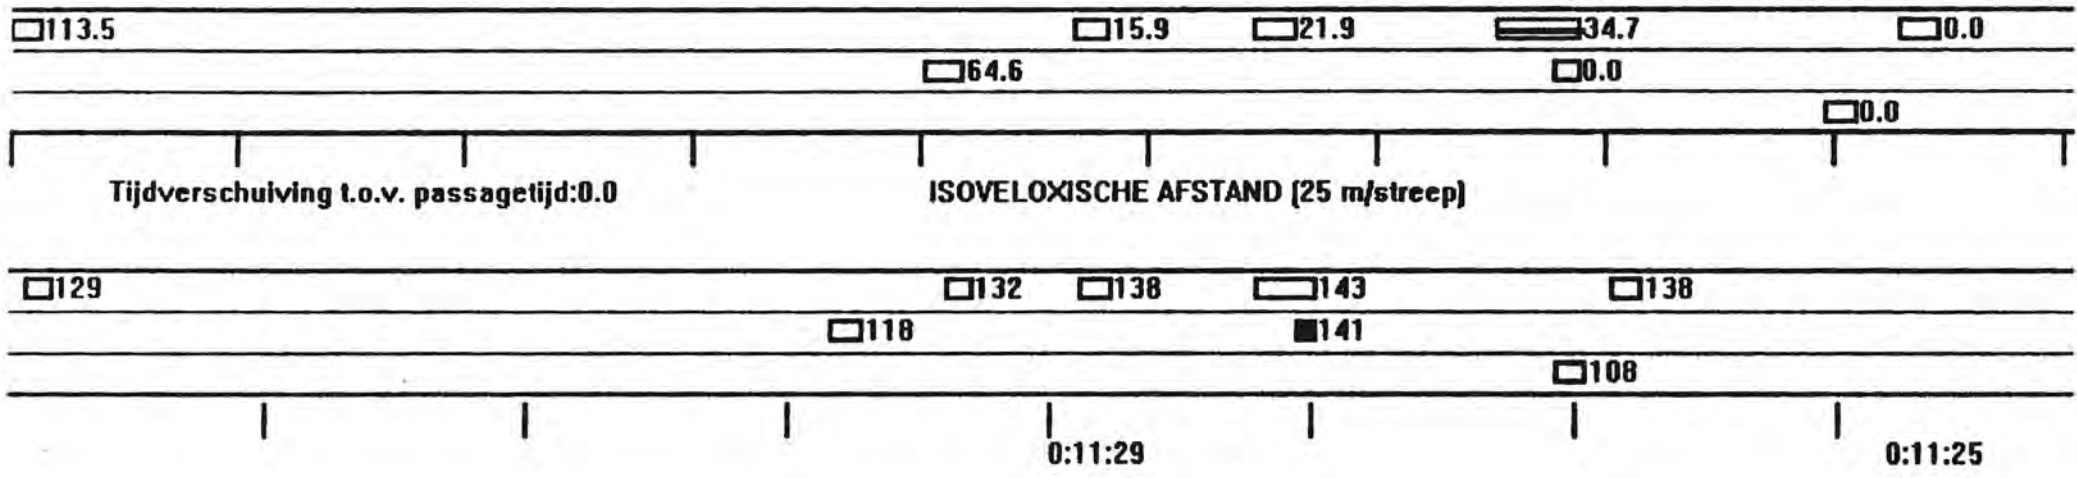 113.5 15.9 21.9 34.7 0.0
64.6 0.0
0.0
Tijdverschuiving t.o.v. passagetijd:0.0 ISOVELOXISCHE AFSTAND (25 m/streep)
129 132 138 143 138
118 141
108
0:11:29 0:11:25